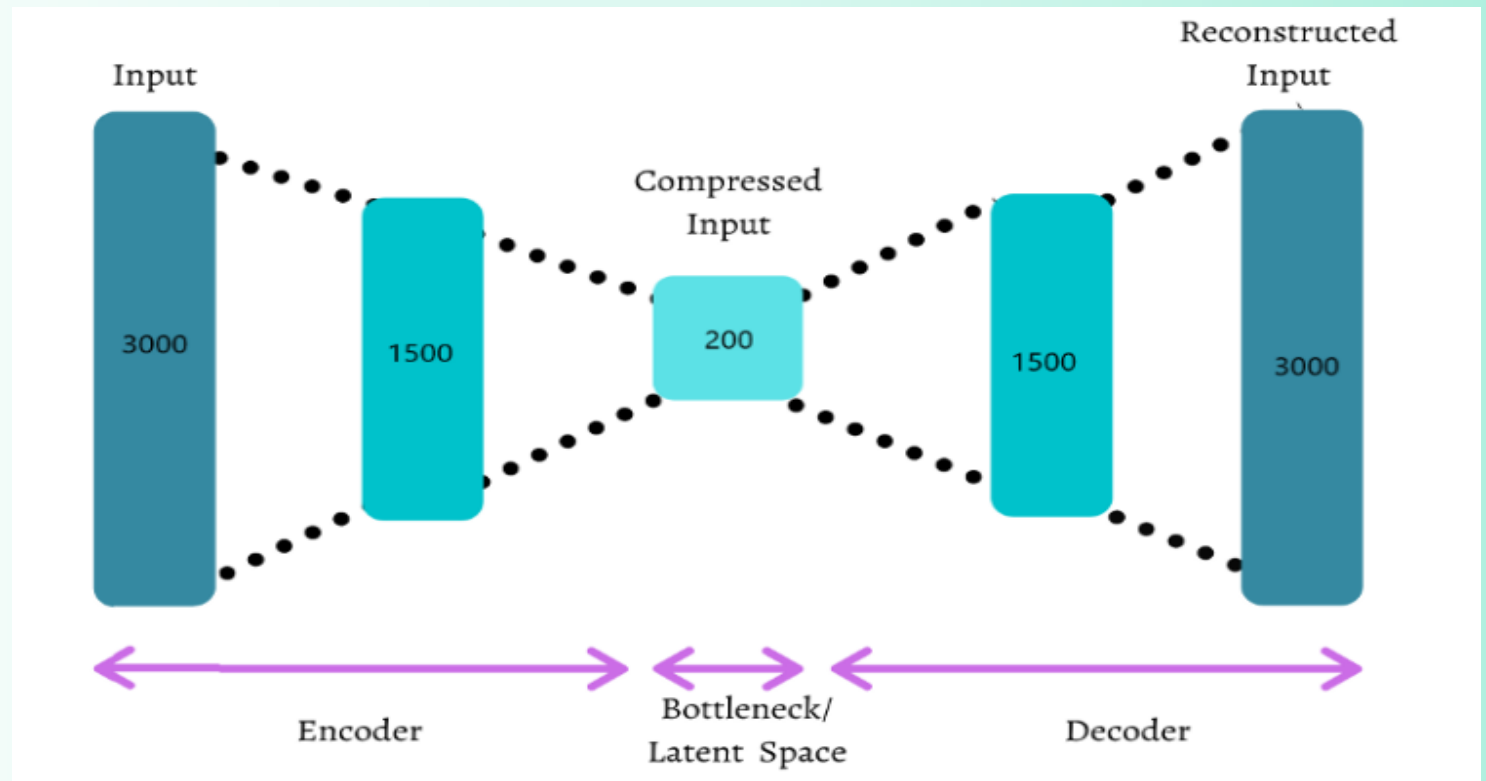 Input
Reconstructed
Input
Compressed
Input
3000
1500
200
1500
3000
Encoder
Bottleneck/
Latent Space
Decoder